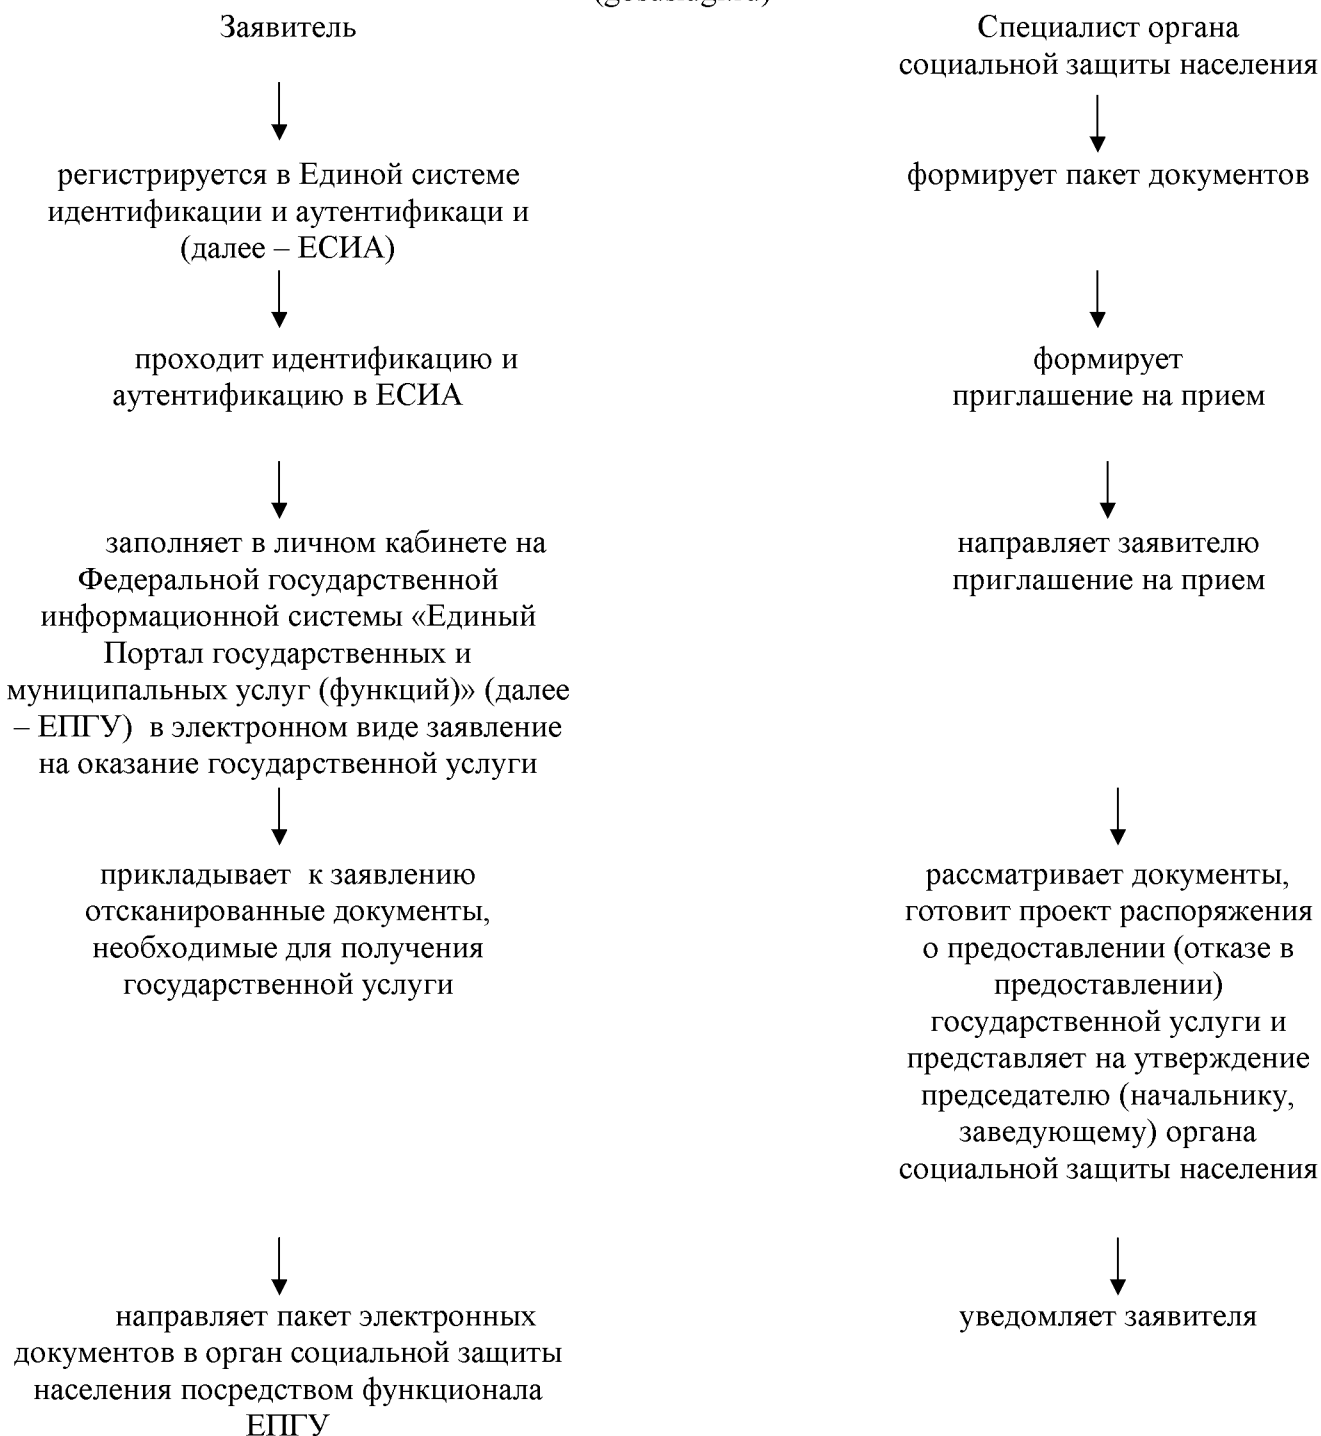 Заявитель
регистрируется в Единой системе
идентификации и аутентификаци и
(далее – ЕСИА)
проходит идентификацию и
аутентификацию в ЕСИА
заполняет в личном кабинете на
Федеральной государственной
информационной системы «Единый
Портал государственных и
муниципальных услуг (функций)» (далее
– ЕПГУ) в электронном виде заявление
на оказание государственной услуги
прикладывает к заявлению
отсканированные документы,
необходимые для получения
государственной услуги
направляет пакет электронных
документов в орган социальной защиты
населения посредством функционала
ЕПГУ
Специалист органа
социальной защиты населения
формирует пакет документов
формирует
приглашение на прием
направляет заявителю
приглашение на прием
рассматривает документы,
готовит проект распоряжения
о предоставлении (отказе в
предоставлении)
государственной услуги и
представляет на утверждение
председателю (начальнику,
заведующему) органа
социальной защиты населения
уведомляет заявителя